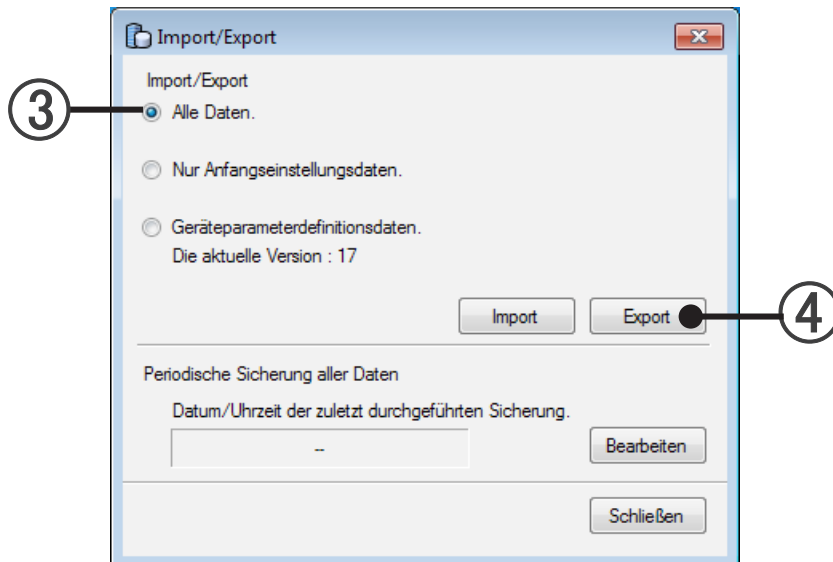 Import/Export
Import/Export
③ Alle Daten.
Nur Anfangseinstellungsdaten.
Geräteparameterdefinitionsdaten.
Die aktuelle Version : 17
Import Export ④
Periodische Sicherung aller Daten
Datum/Uhrzeit der zuletzt durchgeführten Sicherung.
-- Bearbeiten
Schließen